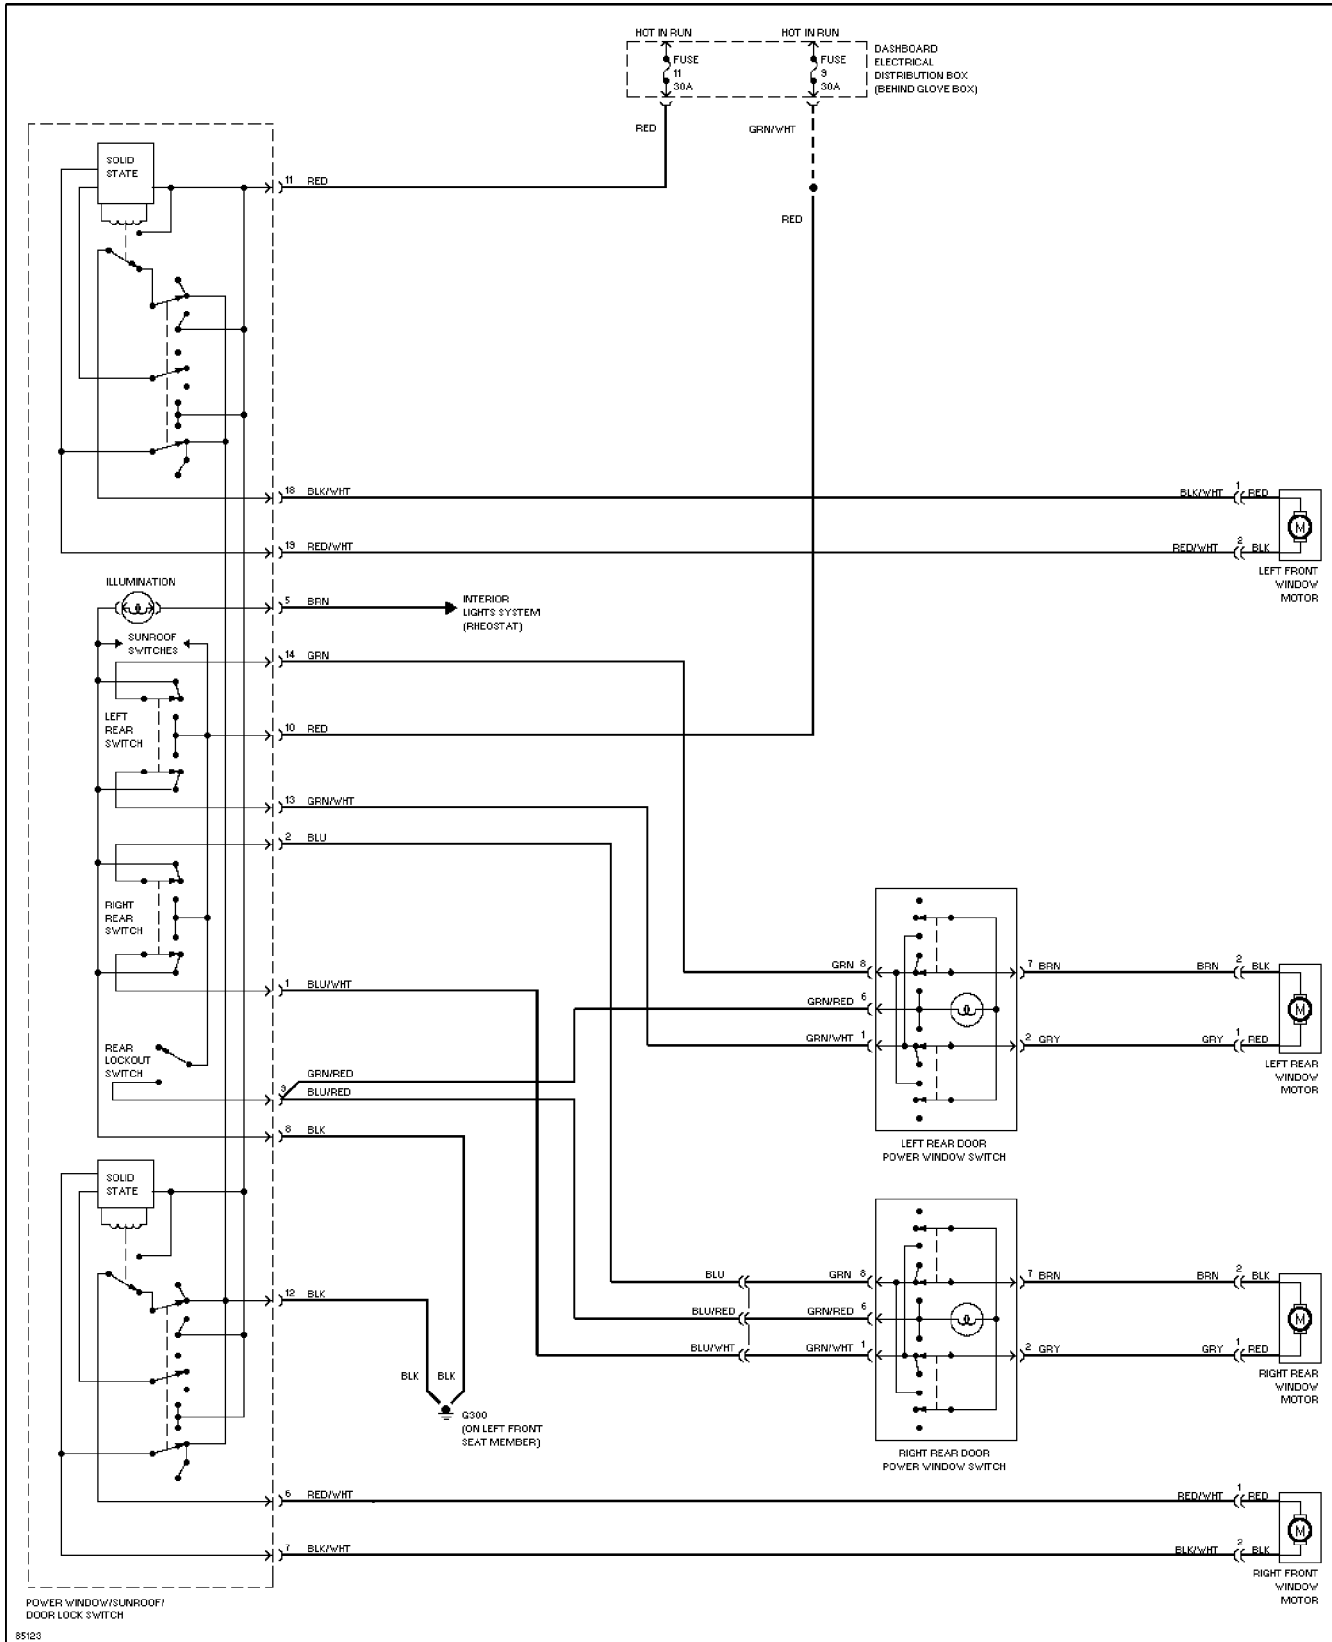 HOT IN RUN
HOT IN RUN
FUSE
11
30A
FUSE
9
30A
DASHBOARD
ELECTRICAL
DISTRIBUTION BOX
(BEHIND GLOVE BOX)
RED
GRN/WHT
SOLID
STATE
11 RED
RED
18 BLK/WHT
BLK/WHT 1 RED
M
19 RED/WHT
RED/WHT 2 BLK
LEFT FRONT
WINDOW
MOTOR
ILLUMINATION
5 BRN
INTERIOR
LIGHTS SYSTEM
(RHEOSTAT)
SUNROOF
SWITCHES
14 GRN
LEFT
REAR
SWITCH
10 RED
13 GRN/WHT
2 BLU
RIGHT
REAR
SWITCH
GRN 8
7 BRN
BRN 2 BLK
1 BLU/WHT
GRN/RED 6
M
GRN/WHT 1
2 GRY
GRY 1 RED
LEFT REAR
WINDOW
MOTOR
REAR
LOCKOUT
SWITCH
GRN/RED
9
BLU/RED
8 BLK
LEFT REAR DOOR
POWER WINDOW SWITCH
SOLID
STATE
BLU
GRN 8
7 BRN
BRN 2 BLK
12 BLK
BLU/RED
GRN/RED 6
M
BLU/WHT
GRN/WHT 1
2 GRY
GRY 1 RED
RIGHT REAR
WINDOW
MOTOR
BLK
BLK
G300
(ON LEFT FRONT
SEAT MEMBER)
RIGHT REAR DOOR
POWER WINDOW SWITCH
6 RED/WHT
RED/WHT 1 RED
M
7 BLK/WHT
BLK/WHT 2 BLK
RIGHT FRONT
WINDOW
MOTOR
POWER WINDOW/SUNROOF/
DOOR LOCK SWITCH
85123